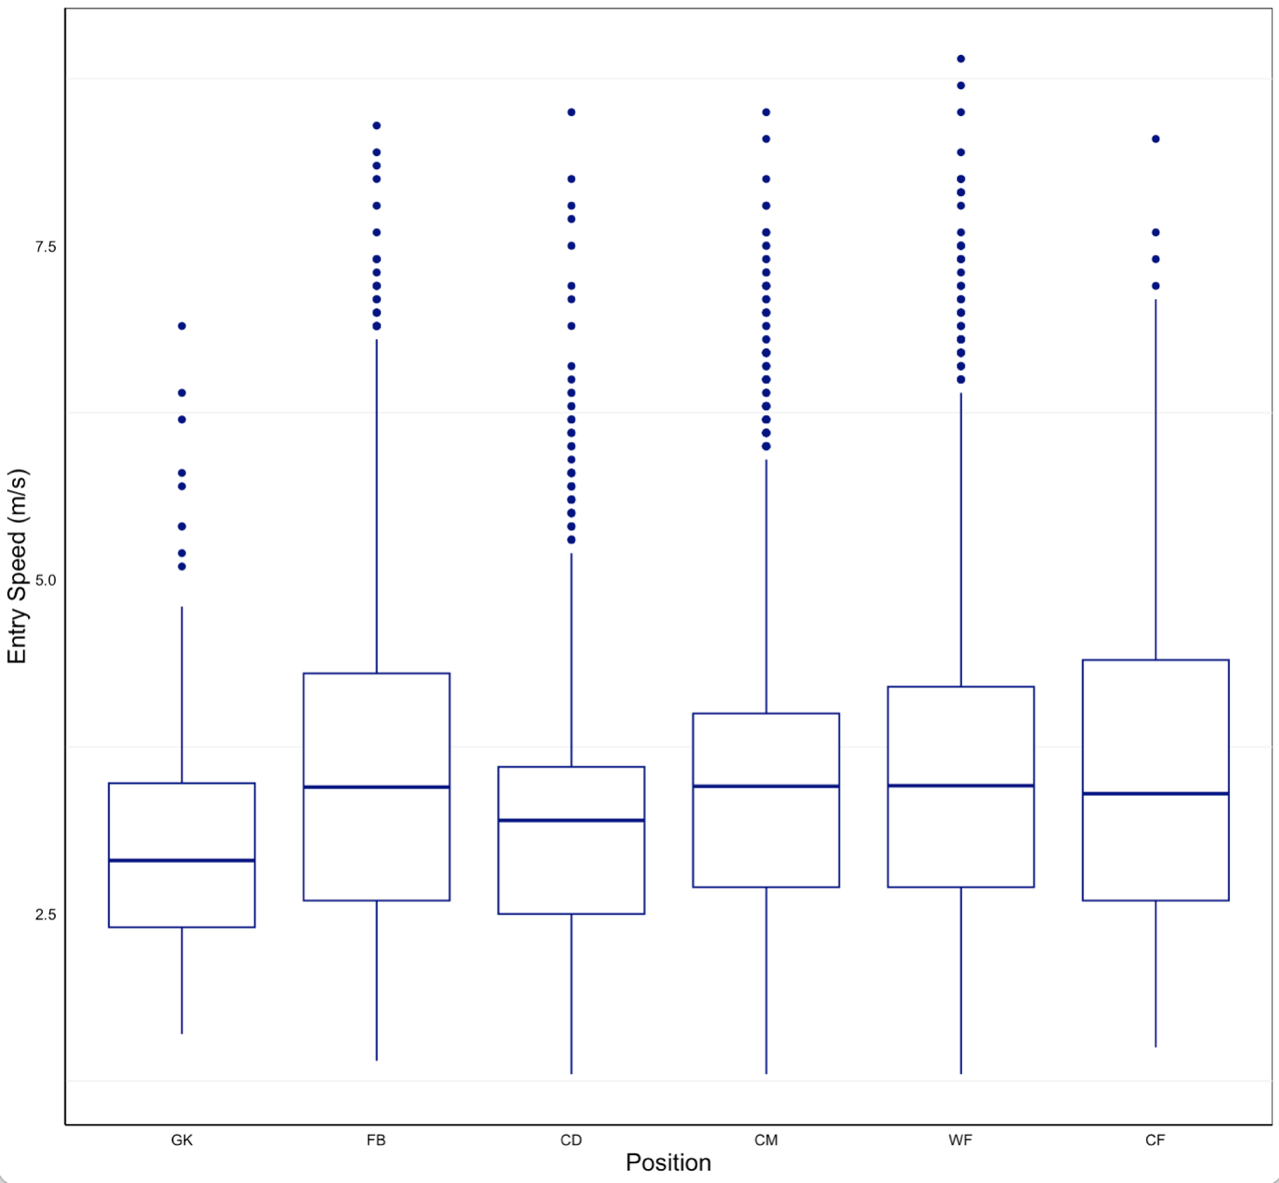 Entry Speed (m/s)
7.5
5.0
2.5
GK FB CD CM WF CF
Position